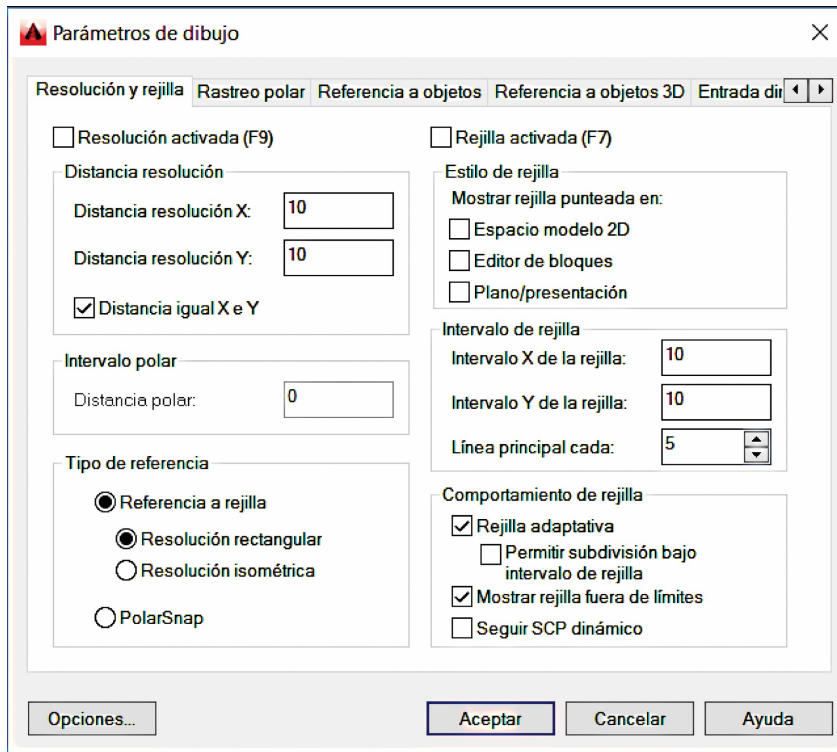 Parámetros de dibujo
Resolución y rejilla
Rastreo polar
Referencia a objetos
Referencia a objetos 3D
Entrada dir
Resolución activada (F9)
Distancia resolución
Distancia resolución X: 10
Distancia resolución Y: 10
Distancia igual X e Y
Intervalo polar
Distancia polar: 0
Tipo de referencia
Referencia a rejilla
Resolución rectangular
Resolución isométrica
PolarSnap
Rejilla activada (F7)
Estilo de rejilla
Mostrar rejilla punteada en:
Espacio modelo 2D
Editor de bloques
Plano/presentación
Intervalo de rejilla
Intervalo X de la rejilla: 10
Intervalo Y de la rejilla: 10
Línea principal cada: 5
Comportamiento de rejilla
Rejilla adaptativa
Permitir subdivisión bajo
intervalo de rejilla
Mostrar rejilla fuera de límites
Seguir SCP dinámico
Opciones...
Aceptar
Cancelar
Ayuda